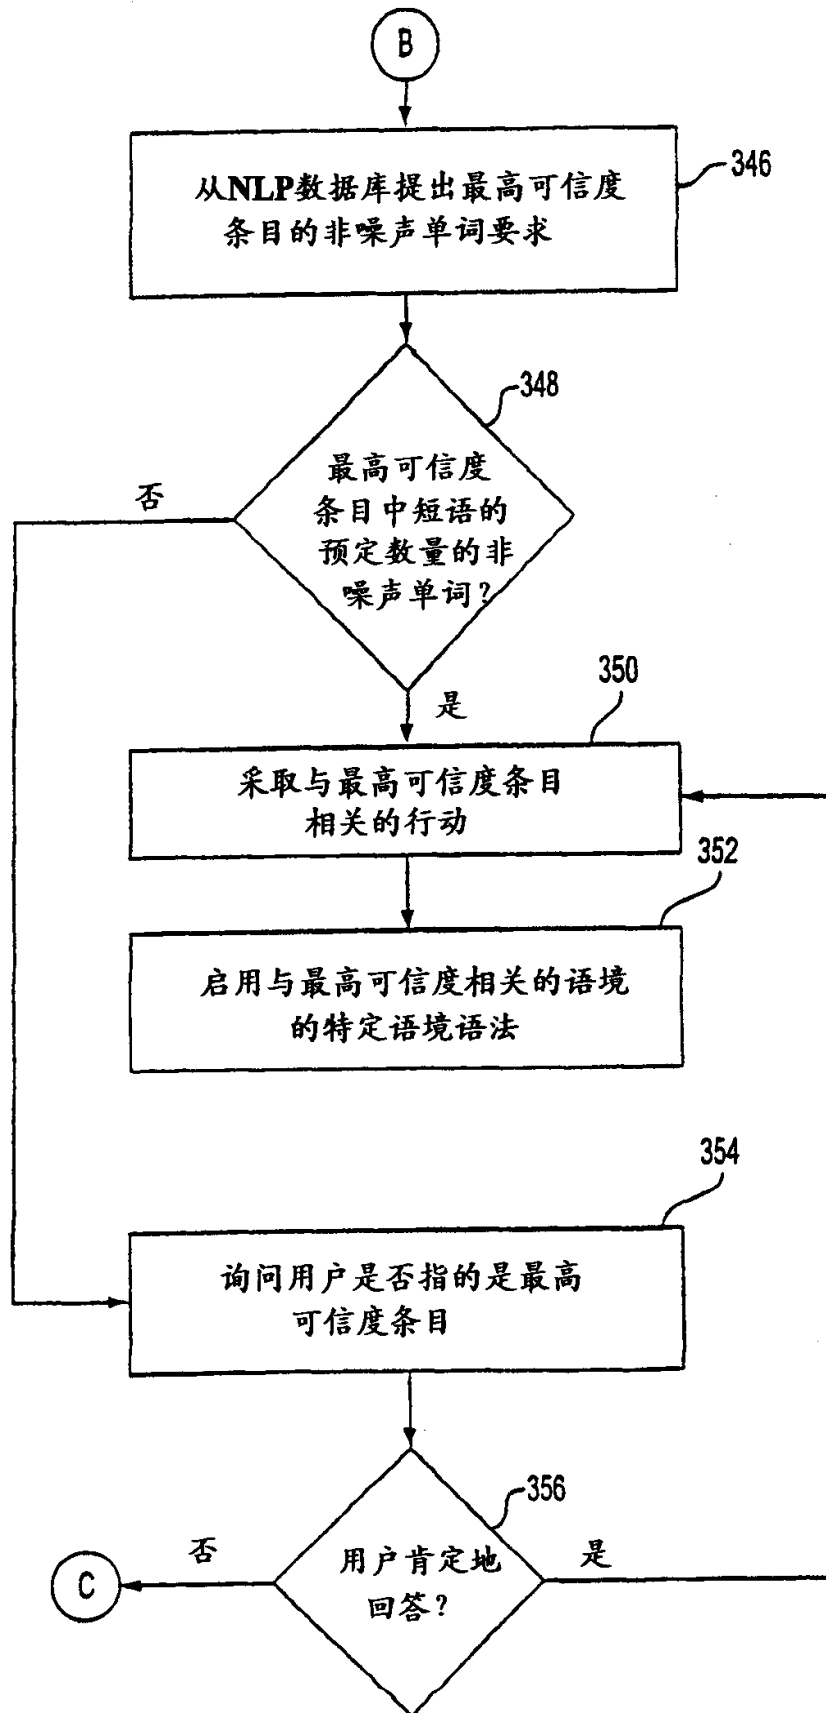 B
从NLP数据库提出最高可信度
条目的非噪声单词要求
346
348
最高可信度
条目中短语的
预定数量的非
噪声单词?
否
是
350
采取与最高可信度条目
相关的行动
352
启用与最高可信度相关的语境
的特定语境语法
354
询问用户是否指的是最高
可信度条目
356
用户肯定地
回答?
否
是
C